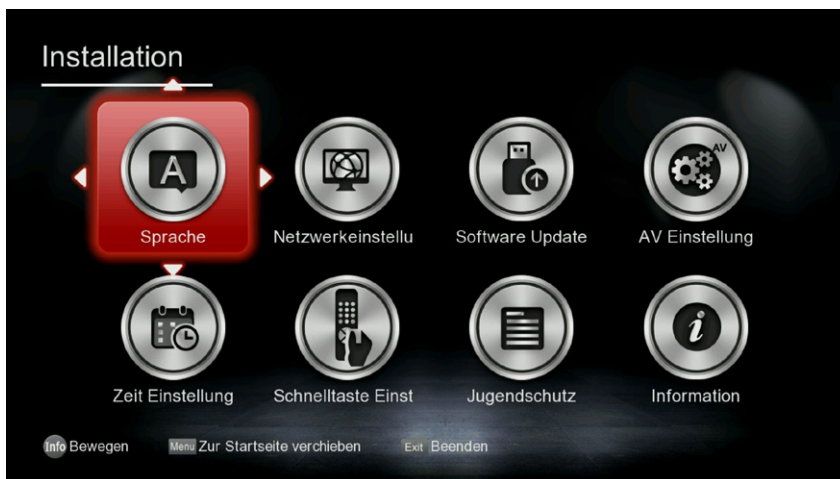 Installation
A
AV
Sprache
Netzwerkeinstellu
Software Update
AV Einstellung
i
Zeit Einstellung
Schnelltaste Einst
Jugendschutz
Information
Info Bewegen
Menu Zur Startseite verchieben
Exit Beenden